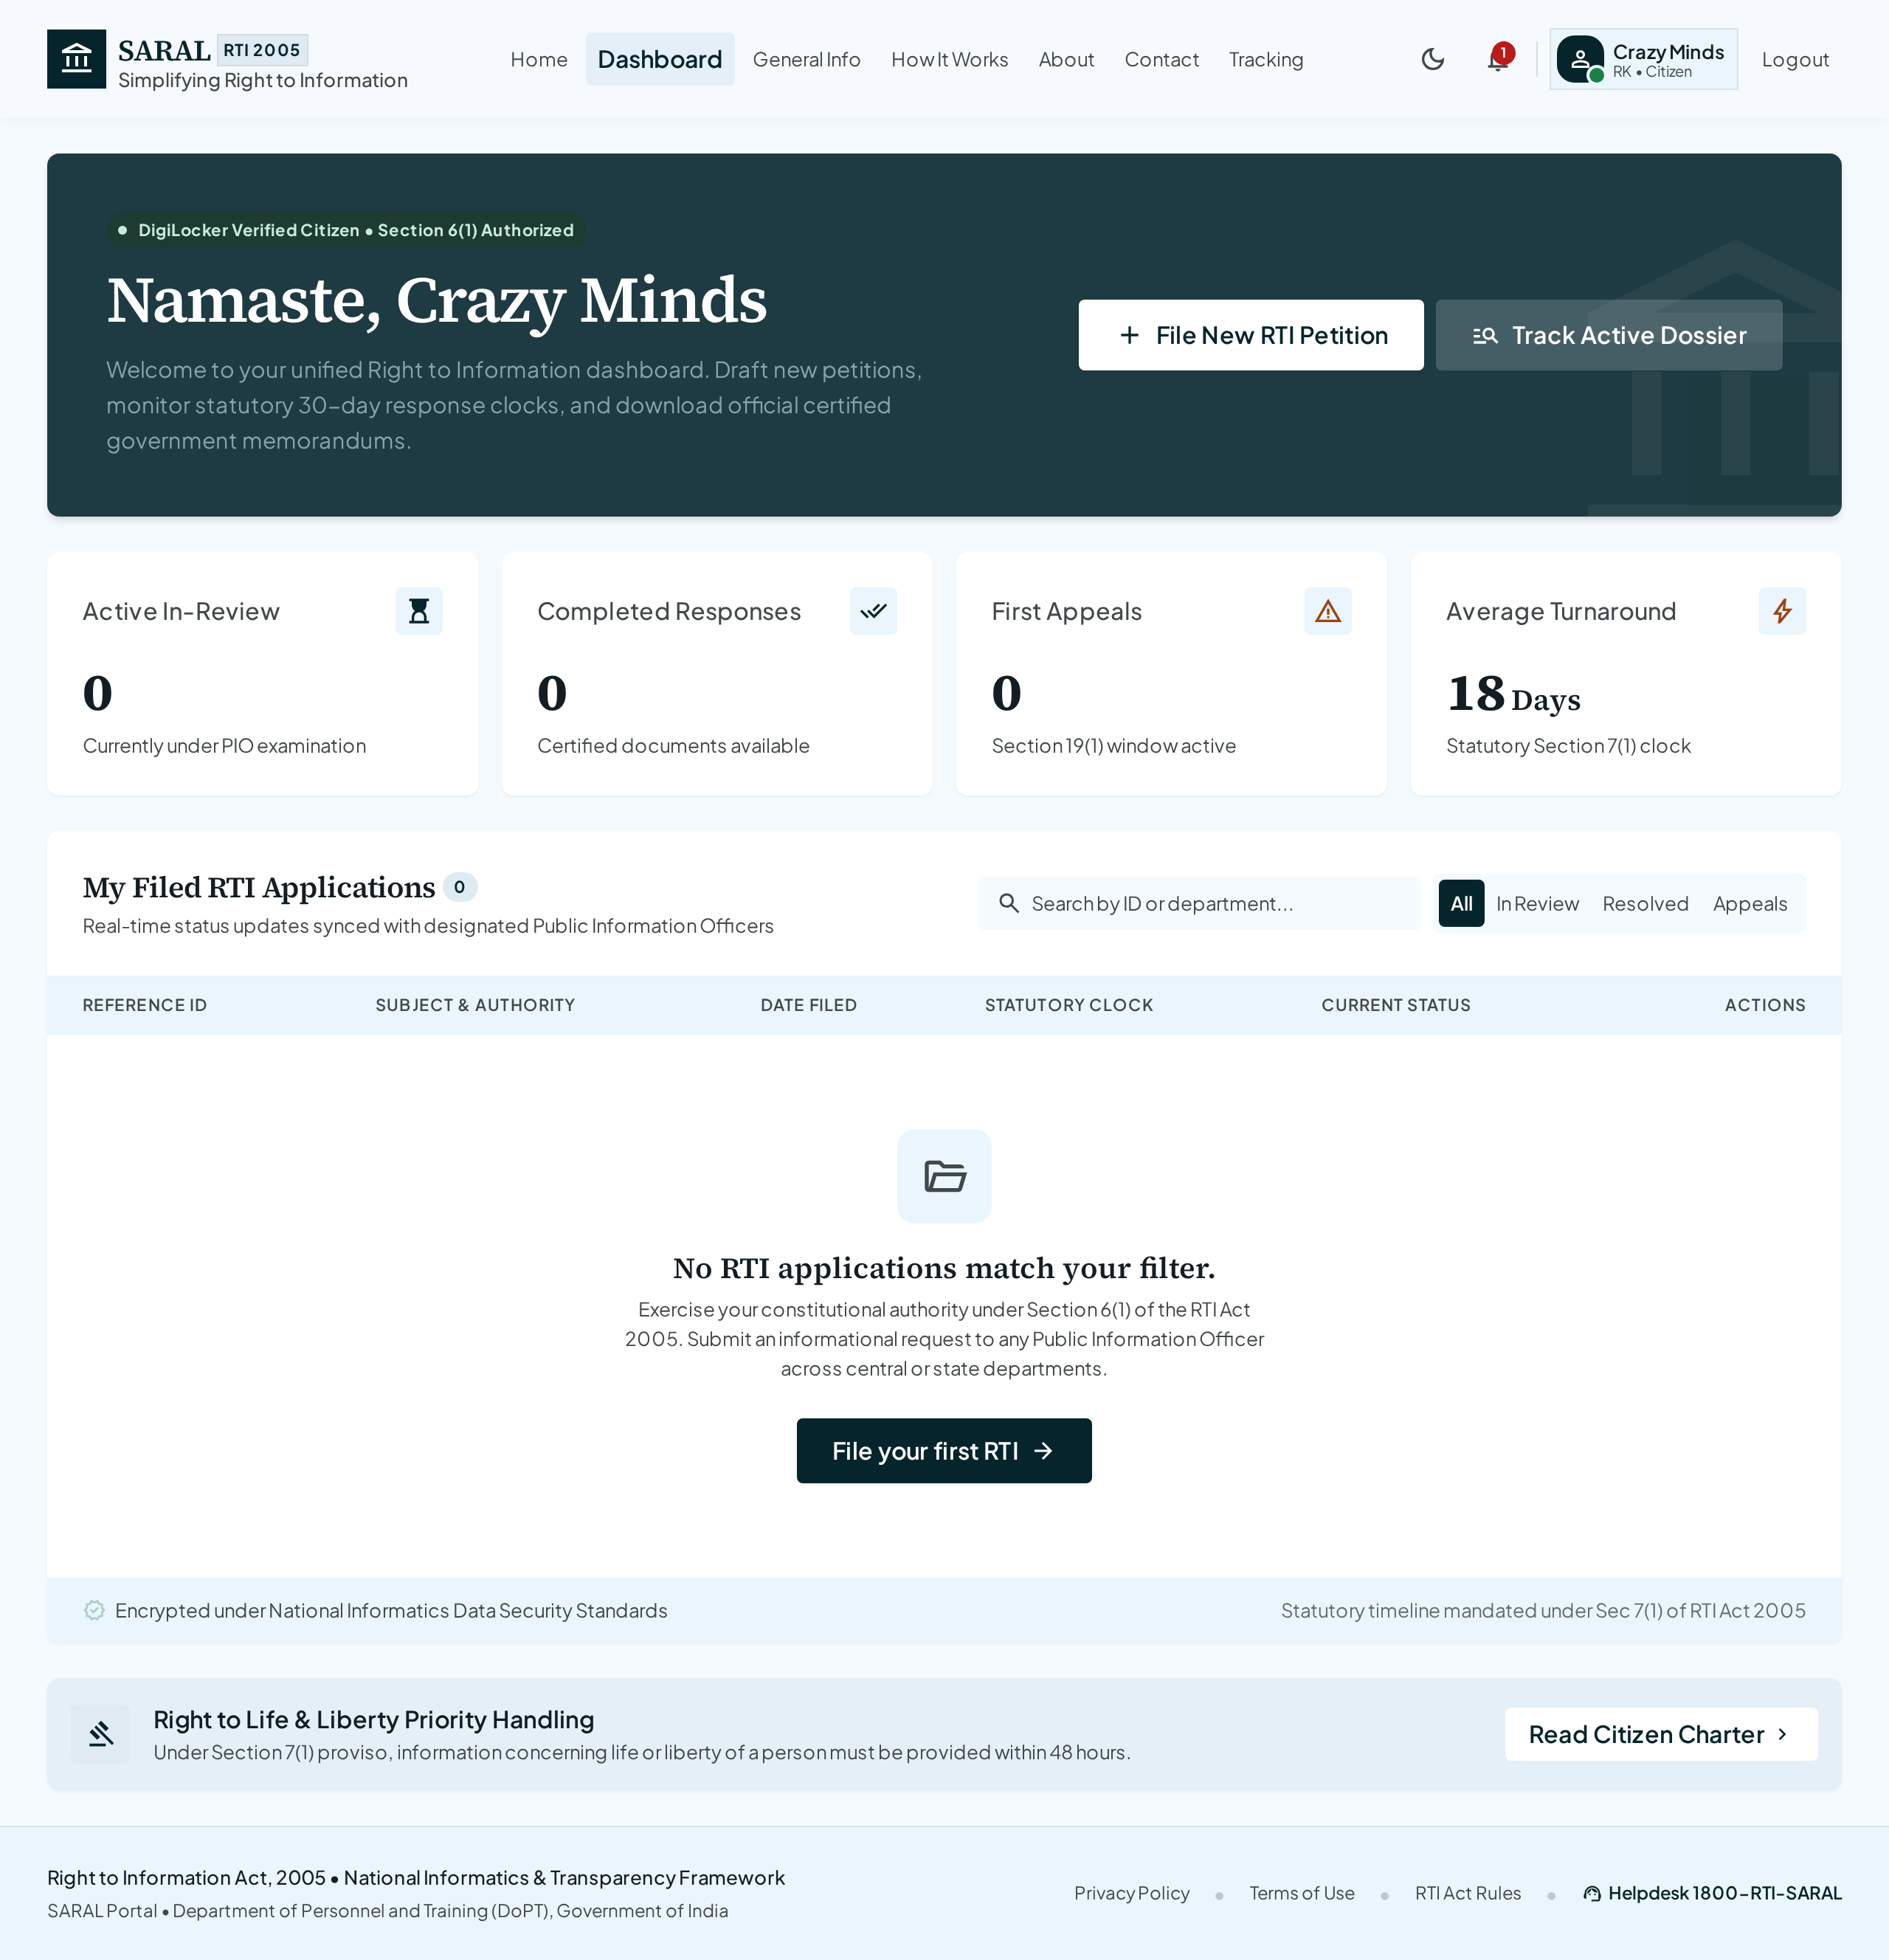 SARAL RTI 2005
Simplifying Right to Information
Home Dashboard General Info How It Works About Contact Tracking
1
Crazy Minds
RK • Citizen
Logout
DigiLocker Verified Citizen • Section 6(1) Authorized
Namaste, Crazy Minds
Welcome to your unified Right to Information dashboard. Draft new petitions,
monitor statutory 30-day response clocks, and download official certified
government memorandums.
File New RTI Petition
Track Active Dossier
Active In-Review
0
Currently under PIO examination
Completed Responses
0
Certified documents available
First Appeals
0
Section 19(1) window active
Average Turnaround
18 Days
Statutory Section 7(1) clock
My Filed RTI Applications 0
Real-time status updates synced with designated Public Information Officers
Search by ID or department...
All In Review Resolved Appeals
REFERENCE ID SUBJECT & AUTHORITY DATE FILED STATUTORY CLOCK CURRENT STATUS ACTIONS
No RTI applications match your filter.
Exercise your constitutional authority under Section 6(1) of the RTI Act
2005. Submit an informational request to any Public Information Officer
across central or state departments.
File your first RTI
Encrypted under National Informatics Data Security Standards
Statutory timeline mandated under Sec 7(1) of RTI Act 2005
Right to Life & Liberty Priority Handling
Under Section 7(1) proviso, information concerning life or liberty of a person must be provided within 48 hours.
Read Citizen Charter
Right to Information Act, 2005 • National Informatics & Transparency Framework
SARAL Portal • Department of Personnel and Training (DoPT), Government of India
Privacy Policy • Terms of Use • RTI Act Rules • Helpdesk 1800-RTI-SARAL